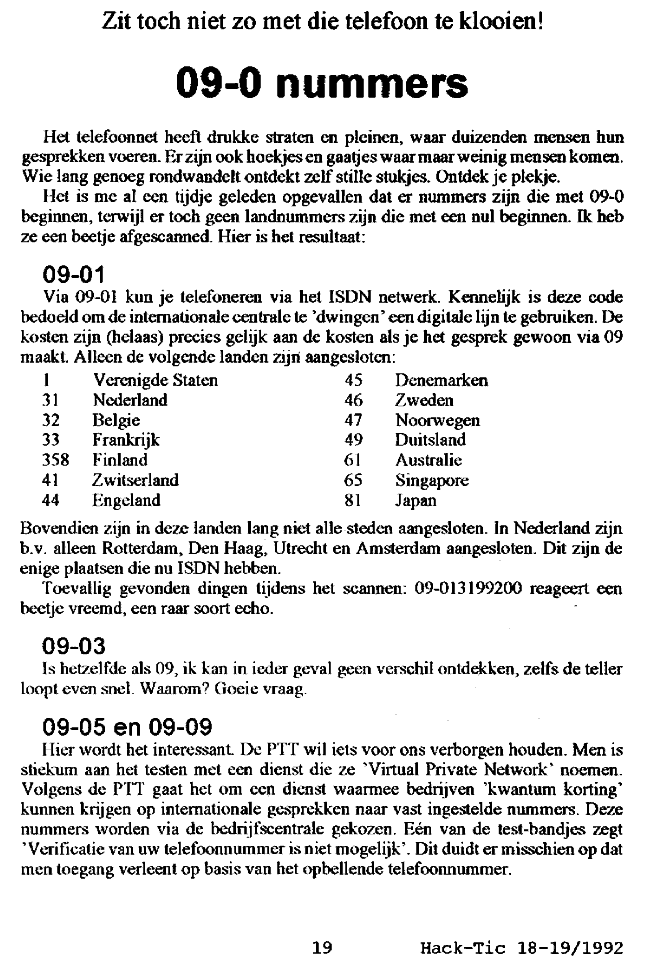 Zit toch niet zo met die telefoon te klooien!
09-0 nummers
Het telefoonnet heeft drukke straten en pleinen, waar duizenden mensen hun
gesprekken voeren. Er zijn ook hoekjes en gaatjes waar maar weinig mensen komen.
Wie lang genoeg rondwandelt ontdekt zelf stille stukjes. Ontdek je plekje.
Het is me al een tijdje geleden opgevallen dat er nummers zijn die met 09-0
beginnen, terwijl er toch geen landnummers zijn die met een nul beginnen. Ik heb
ze een beetje afgescanned. Hier is het resultaat:
09-01
Via 09-01 kun je telefoneren via het ISDN netwerk. Kennelijk is deze code
bedoeld om de internationale centrale te 'dwingen' een digitale lijn te gebruiken. De
kosten zijn (helaas) precies gelijk aan de kosten als je het gesprek gewoon via 09
maakt. Alleen de volgende landen zijn aangesloten:
1 Verenigde Staten 45 Denemarken
31 Nederland 46 Zweden
32 Belgie 47 Noorwegen
33 Frankrijk 49 Duitsland
358 Finland 61 Australie
41 Zwitserland 65 Singapore
44 Engeland 81 Japan
Bovendien zijn in deze landen lang niet alle steden aangesloten. In Nederland zijn
b.v. alleen Rotterdam, Den Haag, Utrecht en Amsterdam aangesloten. Dit zijn de
enige plaatsen die nu ISDN hebben.
Toevallig gevonden dingen tijdens het scannen: 09-013199200 reageert een
beetje vreemd, een raar soort echo.
09-03
Is hetzelfde als 09, ik kan in ieder geval geen verschil ontdekken, zelfs de teller
loopt even snel. Waarom? Goeie vraag.
09-05 en 09-09
Hier wordt het interessant. De PTT wil iets voor ons verborgen houden. Men is
stiekum aan het testen met een dienst die ze 'Virtual Private Network' noemen.
Volgens de PTT gaat het om een dienst waarmee bedrijven 'kwantum korting'
kunnen krijgen op internationale gesprekken naar vast ingestelde nummers. Deze
nummers worden via de bedrijfscentrale gekozen. Eén van de test-bandjes zegt
'Verificatie van uw telefoonnummer is niet mogelijk'. Dit duidt er misschien op dat
men toegang verleent op basis van het opbellende telefoonnummer.
19 Hack-Tic 18-19/1992